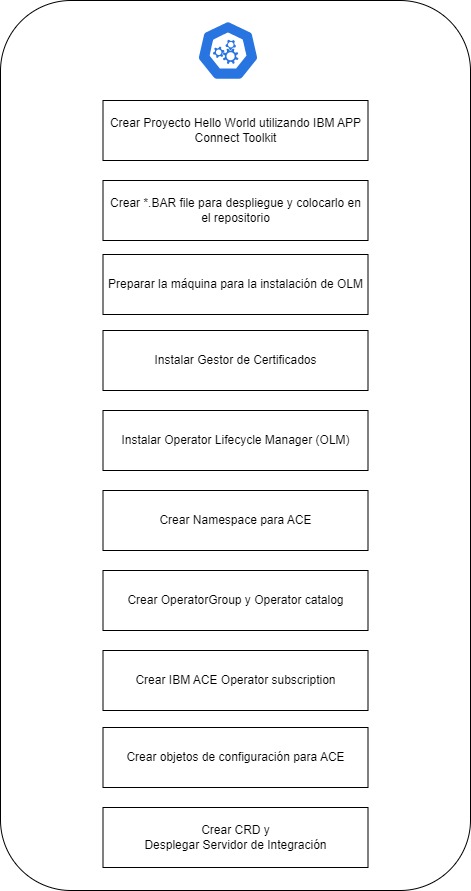 Crear Proyecto Hello World utilizando IBM APP
Connect Toolkit
Crear *.BAR file para despliegue y colocarlo en
el repositorio
Preparar la máquina para la instalación de OLM
Instalar Gestor de Certificados
Instalar Operator Lifecycle Manager (OLM)
Crear Namespace para ACE
Crear OperatorGroup y Operator catalog
Crear IBM ACE Operator subscription
Crear objetos de configuración para ACE
Crear CRD y
Desplegar Servidor de Integración